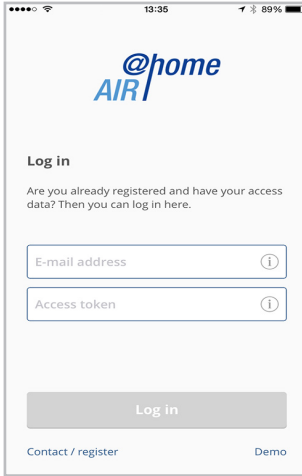 13:35
89%
@home
AIR
Log in
Are you already registered and have your access
data? Then you can log in here.
E-mail address
i
Access token
i
Log in
Contact / register
Demo